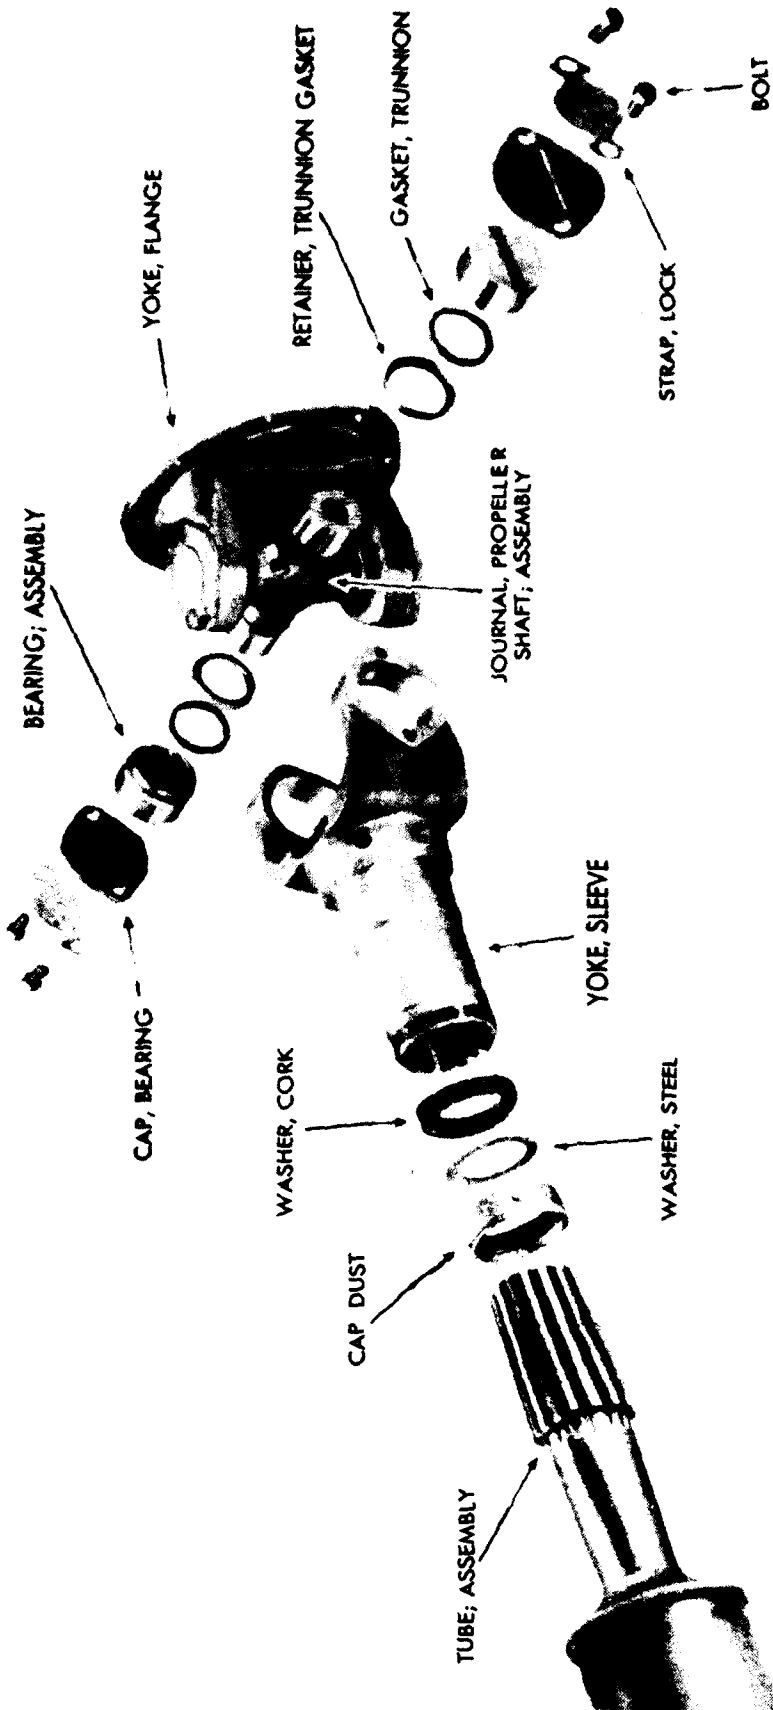 BEARING; ASSEMBLY
CAP, BEARING
YOKE, FLANGE
WASHER, CORK
RETAINER, TRUNNION GASKET
CAP DUST
GASKET, TRUNNION
TUBE; ASSEMBLY
JOURNAL, PROPELLER
SHAFT; ASSEMBLY
YOKE, SLEEVE
WASHER, STEEL
STRAP, LOCK
BOLT